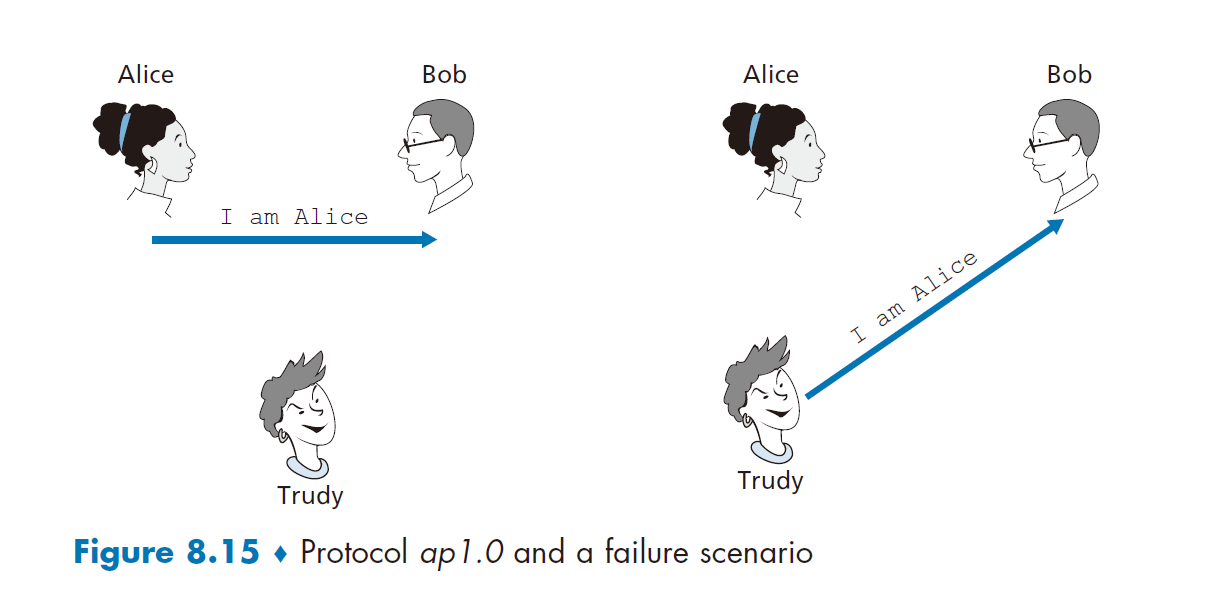 Alice
Bob
I am Alice
Trudy
Alice
Bob
I am Alice
Trudy
Figure 8.15 ♦ Protocol ap1.0 and a failure scenario